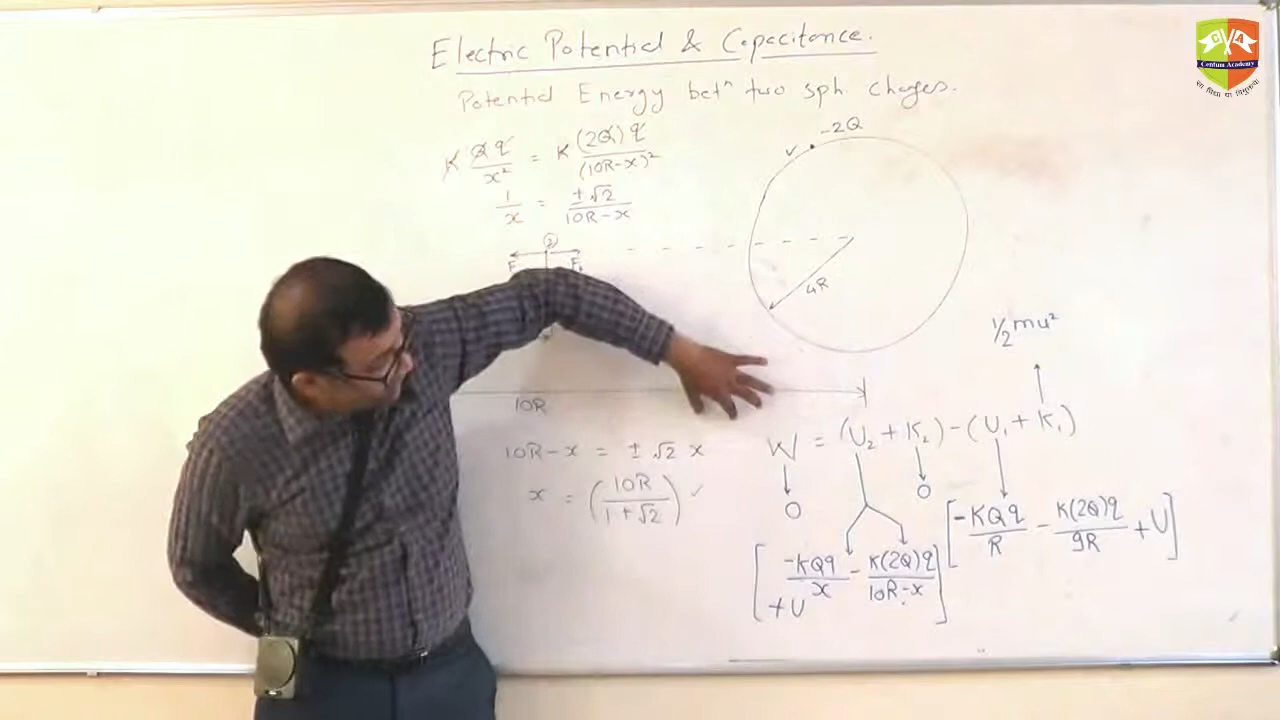 Electric Potential & Capacitance.
Potential Energy betⁿ two sph. charges.
K Qq/x² = K (2Q)q/(10R-x)²
1/x = ±√2/10R-x
-2Q
4R
10R
10R-x = ±√2 x
x = (10R/1+√2) ✓
½mu²
W = (U₂+K₂)-(U₁+K₁)
0
0
[-KQq/x - K(2Q)q/10R-x +U]
[-KQq/R - K(2Q)q/9R +U]
Centum Academy